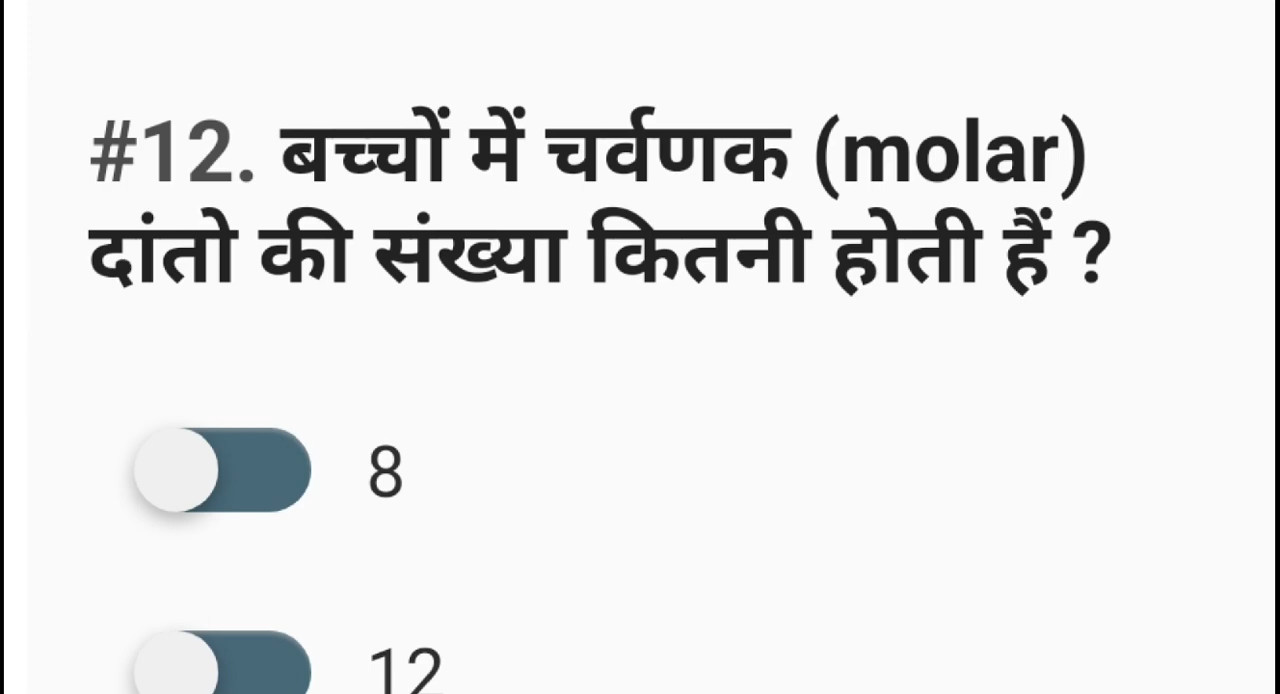 #12. बच्चों में चर्वणक (molar)
दांतो की संख्या कितनी होती हैं ?
8
12